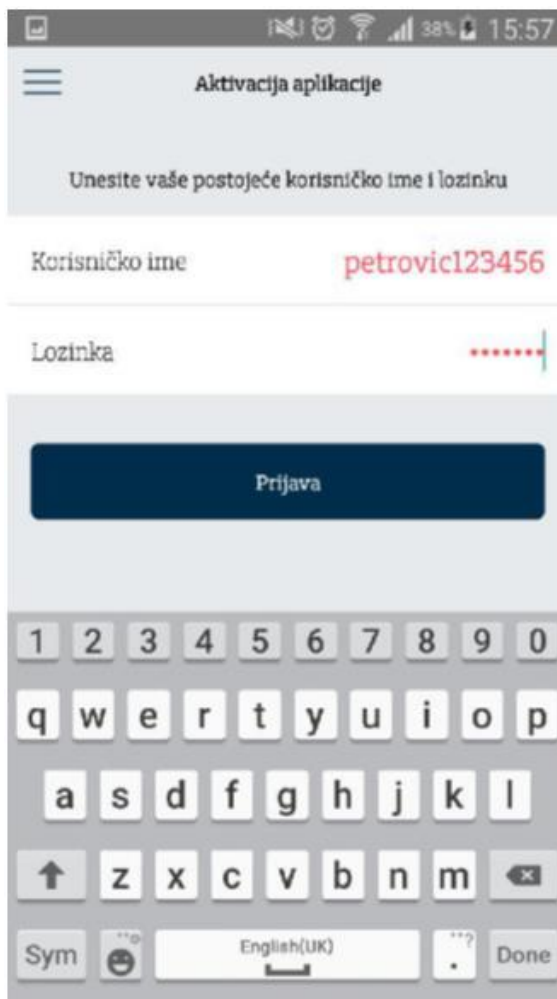 38% 15:57
Aktivacija aplikacije
Unesite vaše postojeće korisničko ime i lozinku
Korisničko ime petrovic123456
Lozinka •••••••
Prijava
1 2 3 4 5 6 7 8 9 0
q w e r t y u i o p
a s d f g h j k l
z x c v b n m
Sym English(UK) . Done